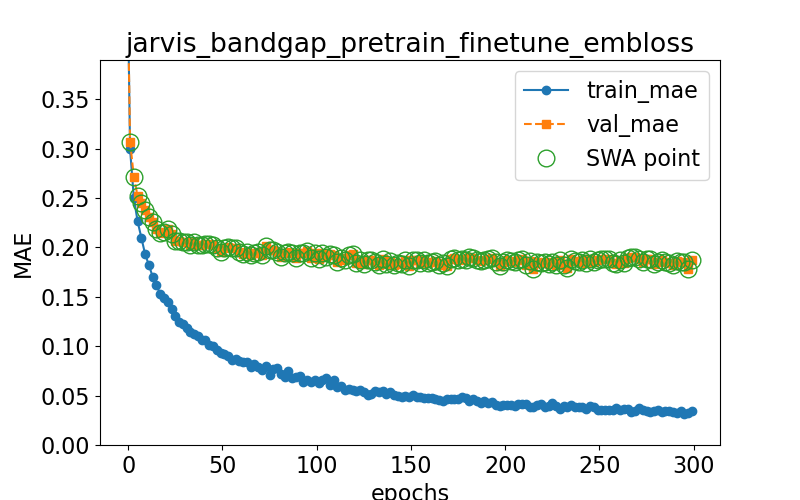 jarvis_bandgap_pretrain_finetune_embloss
train_mae
val_mae
SWA point
MAE
0.35
0.30
0.25
0.20
0.15
0.10
0.05
0.00
0 50 100 150 200 250 300
epochs